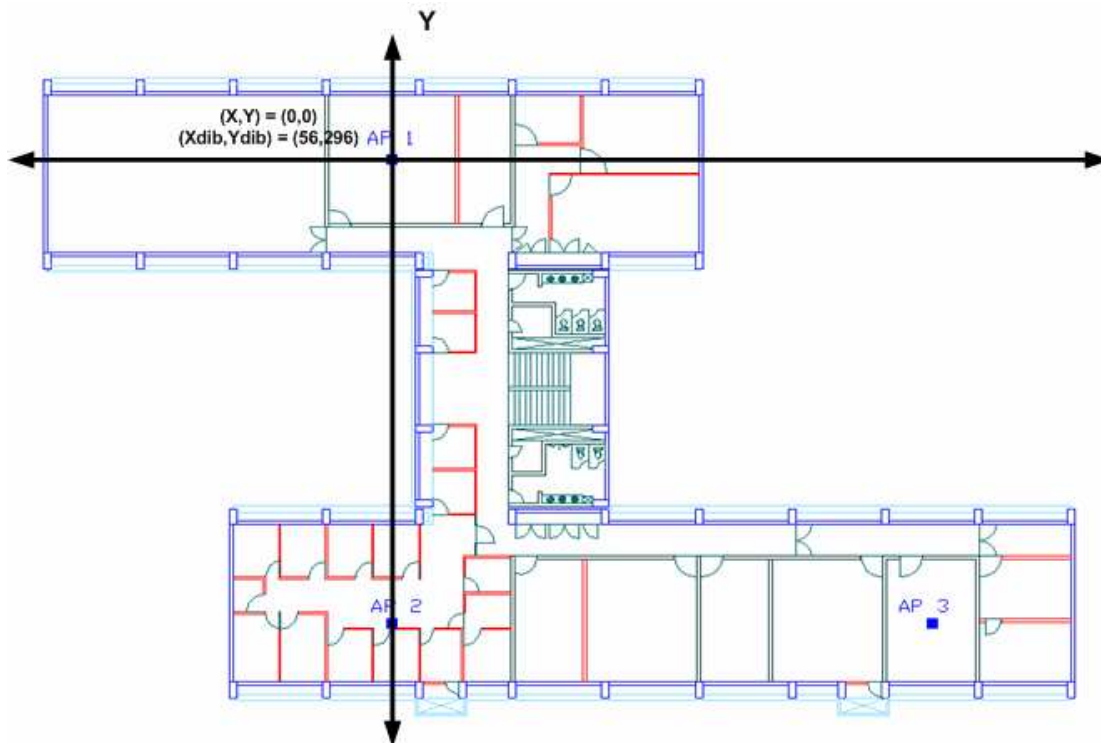 Y
(X,Y) = (0,0)
(Xdib,Ydib) = (56,296)
AP 1
AP 2
AP 3